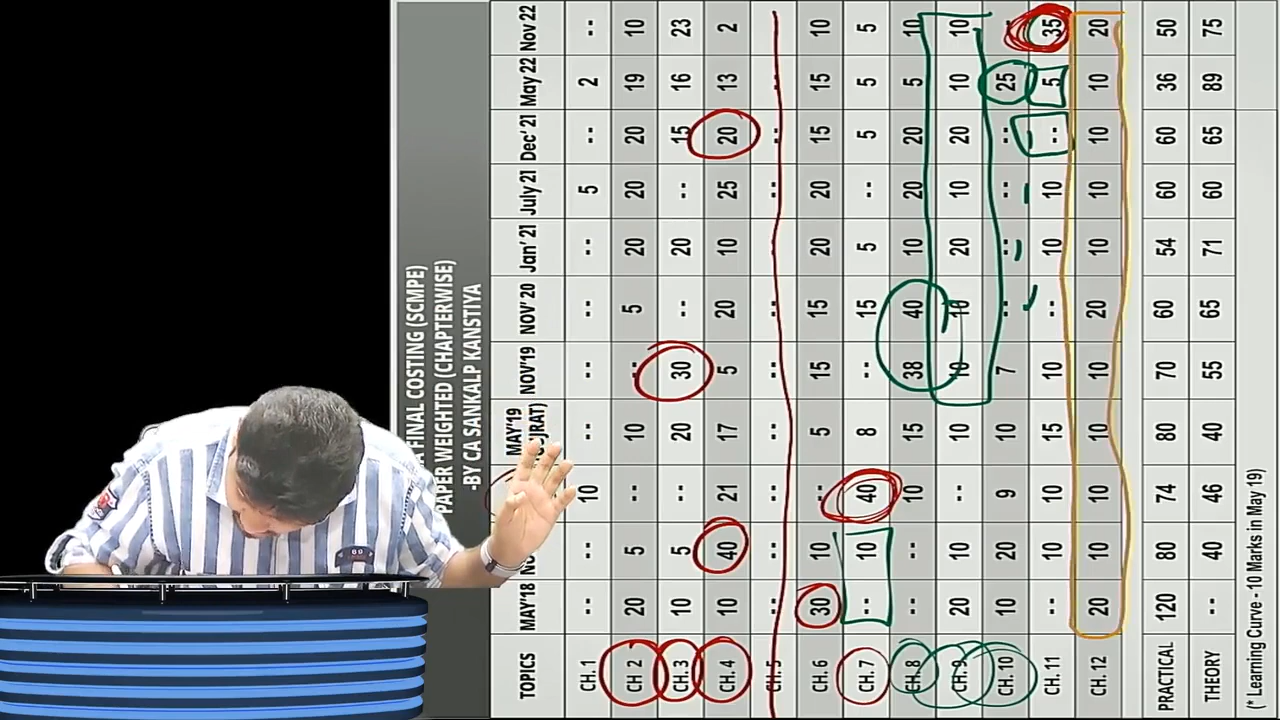 FINAL COSTING (SCMPE)
PAPER WEIGHTED (CHAPTERWISE)
-BY CA SANKALP KANSTIYA
TOPICS MAY'18 MAY'19 NOV'19 NOV'20 Jan'21 July 21 Dec'21 May 22 Nov 22
CH.1 -- -- 10 -- -- -- -- 5 -- 2 --
CH 2 20 5 -- 10 -- 5 20 20 20 19 10
CH.3 10 5 -- 20 30 -- 20 -- 15 16 23
CH.4 10 40 21 17 5 20 10 25 20 13 2
CH.5 -- -- -- -- -- -- -- -- -- -- --
CH.6 30 10 -- 5 15 15 20 20 15 15 10
CH.7 -- 10 40 8 -- 15 5 -- 5 5 5
CH.8 -- -- 10 15 38 40 10 20 20 5 10
CH.9 20 10 -- 10 10 10 20 10 20 10 10
CH.10 10 20 9 10 7 -- -- -- -- 25 --
CH.11 -- 10 10 15 10 -- 10 10 -- 5 35
CH.12 20 10 10 10 10 20 10 10 10 10 20
PRACTICAL 120 80 74 80 70 60 54 60 60 36 50
THEORY -- 40 46 40 55 65 71 60 65 89 75
(* Learning Curve - 10 Marks in May 19)